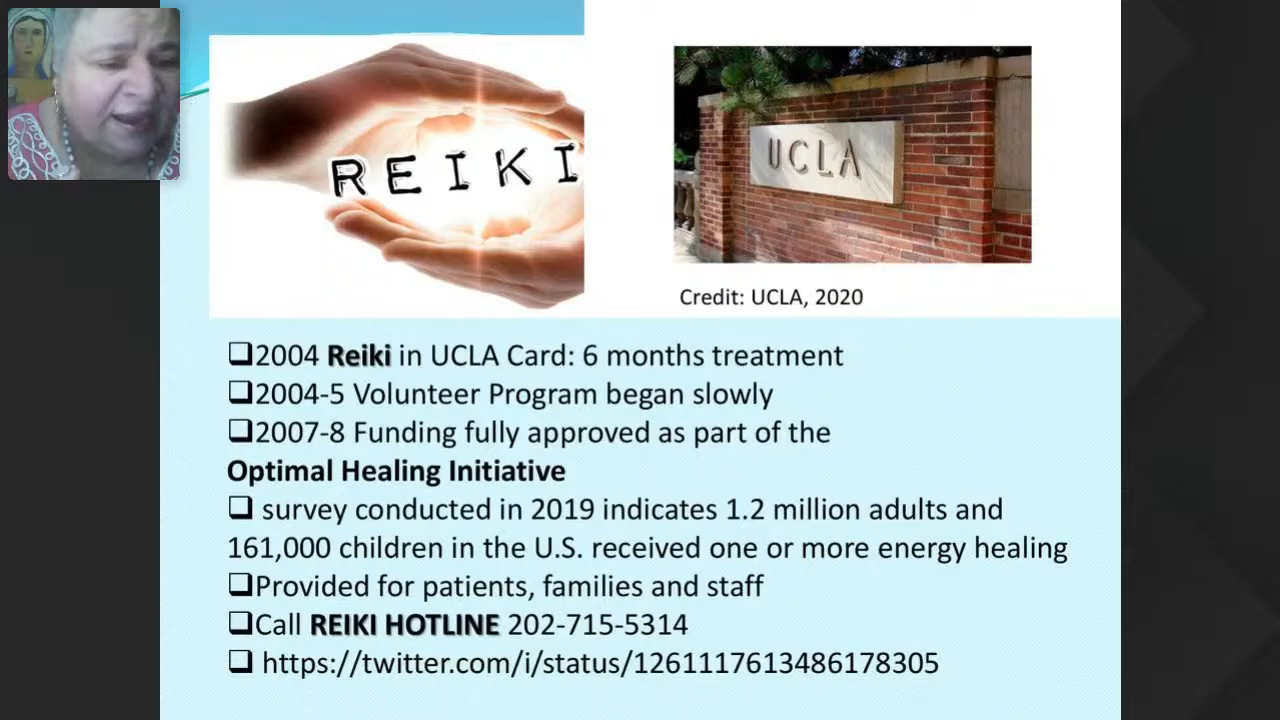 REIKI
UCLA
Credit: UCLA, 2020
❑2004 Reiki in UCLA Card: 6 months treatment
❑2004-5 Volunteer Program began slowly
❑2007-8 Funding fully approved as part of the
Optimal Healing Initiative
❑ survey conducted in 2019 indicates 1.2 million adults and
161,000 children in the U.S. received one or more energy healing
❑Provided for patients, families and staff
❑Call REIKI HOTLINE 202-715-5314
❑ https://twitter.com/i/status/1261117613486178305